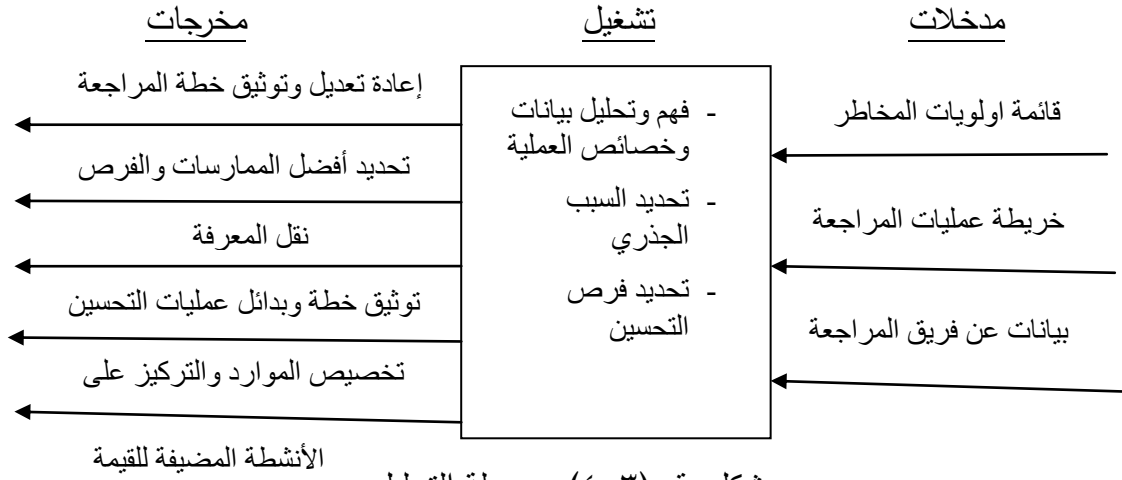 مدخلات
تشغيل
مخرجات
قائمة اولويات المخاطر
خريطة عمليات المراجعة
بيانات عن فريق المراجعة
- فهم وتحليل بيانات
وخصائص العملية
- تحديد السبب
الجذري
- تحديد فرص
التحسين
إعادة تعديل وتوثيق خطة المراجعة
تحديد أفضل الممارسات والفرص
نقل المعرفة
توثيق خطة وبدائل عمليات التحسين
تخصيص الموارد والتركيز على
الأنشطة المضيفة للقيمة